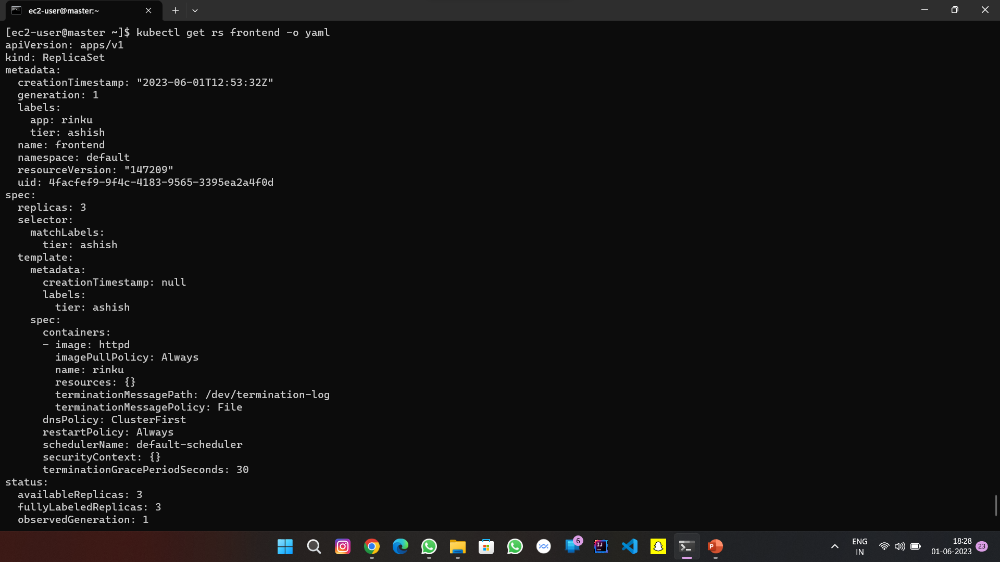 ec2-user@master:~
[ec2-user@master ~]$ kubectl get rs frontend -o yaml
apiVersion: apps/v1
kind: ReplicaSet
metadata:
  creationTimestamp: "2023-06-01T12:53:32Z"
  generation: 1
  labels:
    app: rinku
    tier: ashish
  name: frontend
  namespace: default
  resourceVersion: "147209"
  uid: 4facfef9-9f4c-4183-9565-3395ea2a4f0d
spec:
  replicas: 3
  selector:
    matchLabels:
      tier: ashish
  template:
    metadata:
      creationTimestamp: null
      labels:
        tier: ashish
    spec:
      containers:
      - image: httpd
        imagePullPolicy: Always
        name: rinku
        resources: {}
        terminationMessagePath: /dev/termination-log
        terminationMessagePolicy: File
      dnsPolicy: ClusterFirst
      restartPolicy: Always
      schedulerName: default-scheduler
      securityContext: {}
      terminationGracePeriodSeconds: 30
status:
  availableReplicas: 3
  fullyLabeledReplicas: 3
  observedGeneration: 1
6
IJ
P
ENG
IN
18:28
01-06-2023
23